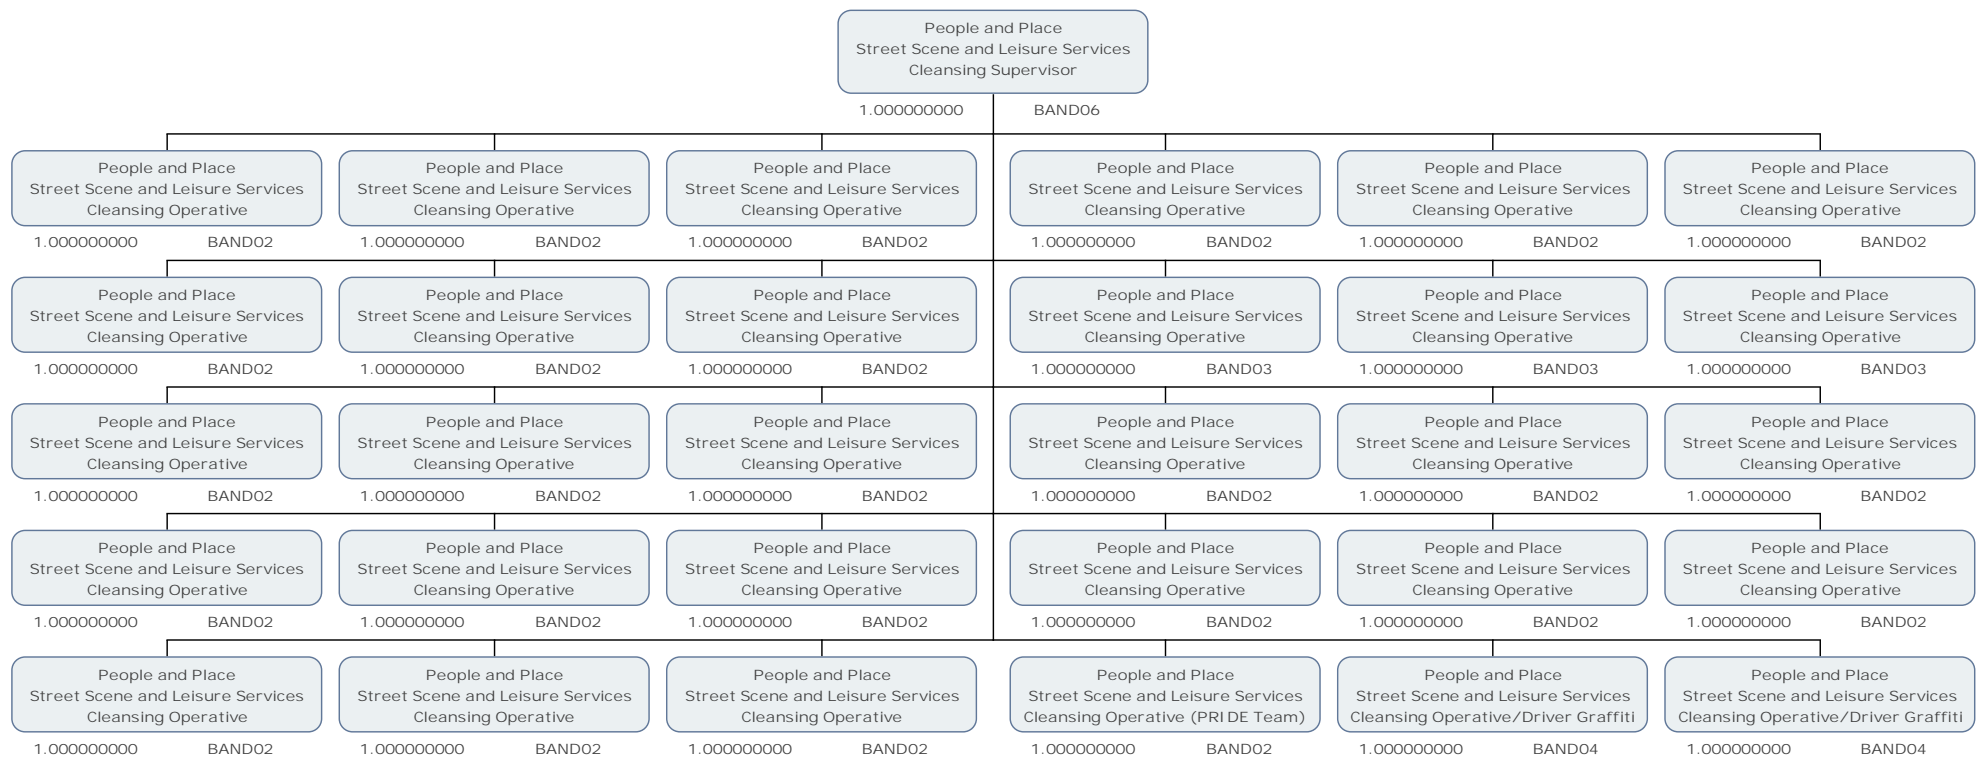 People and Place
Street Scene and Leisure Services
Cleansing Supervisor
1.000000000 BAND06
People and Place People and Place People and Place People and Place People and Place People and Place
Street Scene and Leisure Services Street Scene and Leisure Services Street Scene and Leisure Services Street Scene and Leisure Services Street Scene and Leisure Services Street Scene and Leisure Services
Cleansing Operative Cleansing Operative Cleansing Operative Cleansing Operative Cleansing Operative Cleansing Operative
1.000000000 BAND02 1.000000000 BAND02 1.000000000 BAND02 1.000000000 BAND02 1.000000000 BAND02 1.000000000 BAND02
People and Place People and Place People and Place People and Place People and Place People and Place
Street Scene and Leisure Services Street Scene and Leisure Services Street Scene and Leisure Services Street Scene and Leisure Services Street Scene and Leisure Services Street Scene and Leisure Services
Cleansing Operative Cleansing Operative Cleansing Operative Cleansing Operative Cleansing Operative Cleansing Operative
1.000000000 BAND02 1.000000000 BAND02 1.000000000 BAND02 1.000000000 BAND03 1.000000000 BAND03 1.000000000 BAND03
People and Place People and Place People and Place People and Place People and Place People and Place
Street Scene and Leisure Services Street Scene and Leisure Services Street Scene and Leisure Services Street Scene and Leisure Services Street Scene and Leisure Services Street Scene and Leisure Services
Cleansing Operative Cleansing Operative Cleansing Operative Cleansing Operative Cleansing Operative Cleansing Operative
1.000000000 BAND02 1.000000000 BAND02 1.000000000 BAND02 1.000000000 BAND02 1.000000000 BAND02 1.000000000 BAND02
People and Place People and Place People and Place People and Place People and Place People and Place
Street Scene and Leisure Services Street Scene and Leisure Services Street Scene and Leisure Services Street Scene and Leisure Services Street Scene and Leisure Services Street Scene and Leisure Services
Cleansing Operative Cleansing Operative Cleansing Operative Cleansing Operative Cleansing Operative Cleansing Operative
1.000000000 BAND02 1.000000000 BAND02 1.000000000 BAND02 1.000000000 BAND02 1.000000000 BAND02 1.000000000 BAND02
People and Place People and Place People and Place People and Place People and Place People and Place
Street Scene and Leisure Services Street Scene and Leisure Services Street Scene and Leisure Services Street Scene and Leisure Services Street Scene and Leisure Services Street Scene and Leisure Services
Cleansing Operative Cleansing Operative Cleansing Operative Cleansing Operative (PRIDE Team) Cleansing Operative/Driver Graffiti Cleansing Operative/Driver Graffiti
1.000000000 BAND02 1.000000000 BAND02 1.000000000 BAND02 1.000000000 BAND02 1.000000000 BAND04 1.000000000 BAND04